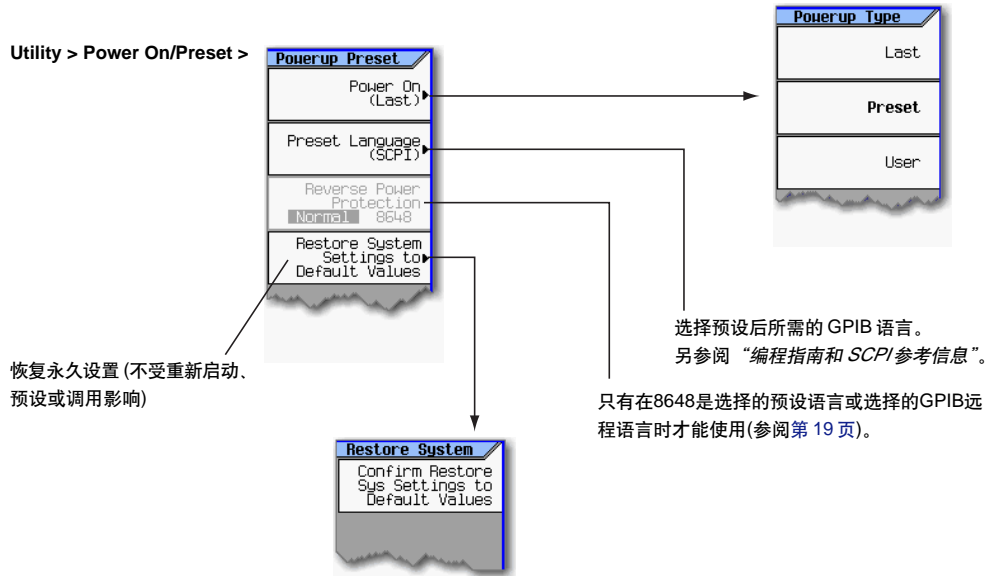 Utility > Power On/Preset >
Powerup Preset
Power On
(Last)
Preset Language
(SCPI)
Reverse Power
Protection
Normal 8648
Restore System
Settings to
Default Values
Powerup Type
Last
Preset
User
选择预设后所需的 GPIB 语言。
另参阅 “编程指南和 SCPI 参考信息”。
恢复永久设置 (不受重新启动、
预设或调用影响)
只有在8648是选择的预设语言或选择的GPIB远
程语言时才能使用(参阅第 19 页)。
Restore System
Confirm Restore
Sys Settings to
Default Values